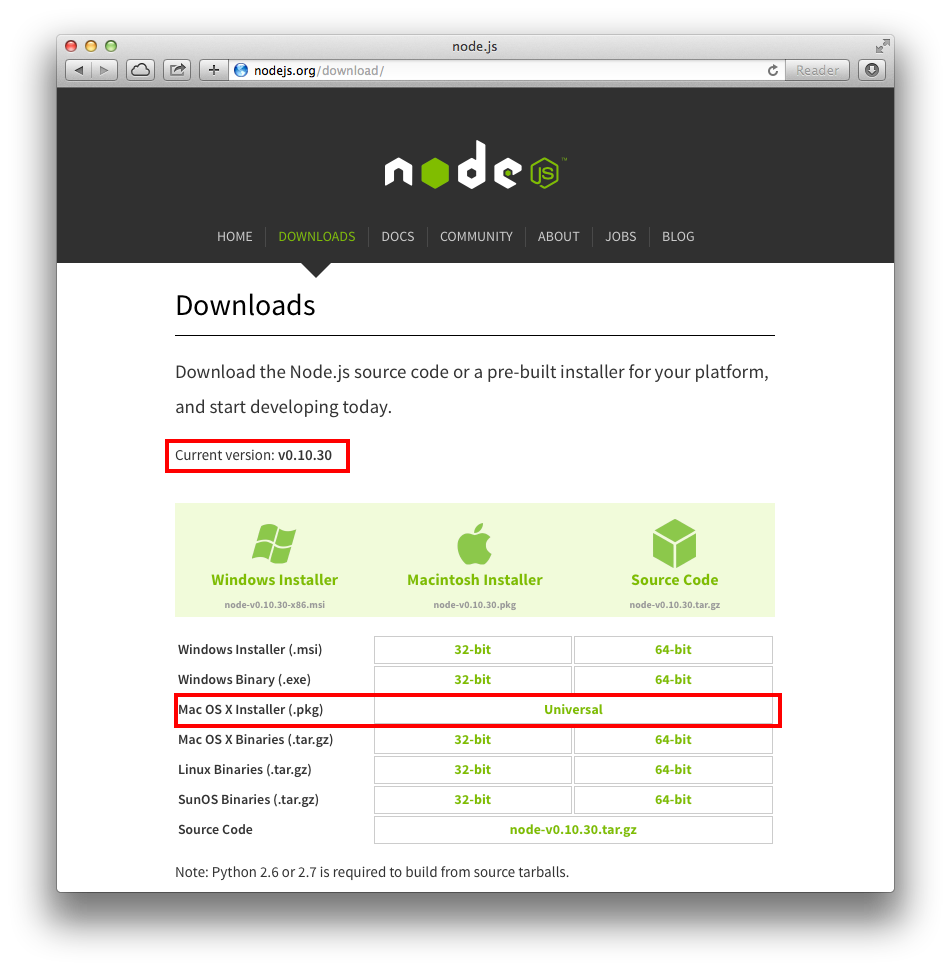 node.js
nodejs.org/download/
Reader
node JS ™
HOME DOWNLOADS DOCS COMMUNITY ABOUT JOBS BLOG
Downloads
Download the Node.js source code or a pre-built installer for your platform,
and start developing today.
Current version: v0.10.30
Windows Installer Macintosh Installer Source Code
node-v0.10.30-x86.msi node-v0.10.30.pkg node-v0.10.30.tar.gz
Windows Installer (.msi) 32-bit 64-bit
Windows Binary (.exe) 32-bit 64-bit
Mac OS X Installer (.pkg) Universal
Mac OS X Binaries (.tar.gz) 32-bit 64-bit
Linux Binaries (.tar.gz) 32-bit 64-bit
SunOS Binaries (.tar.gz) 32-bit 64-bit
Source Code node-v0.10.30.tar.gz
Note: Python 2.6 or 2.7 is required to build from source tarballs.